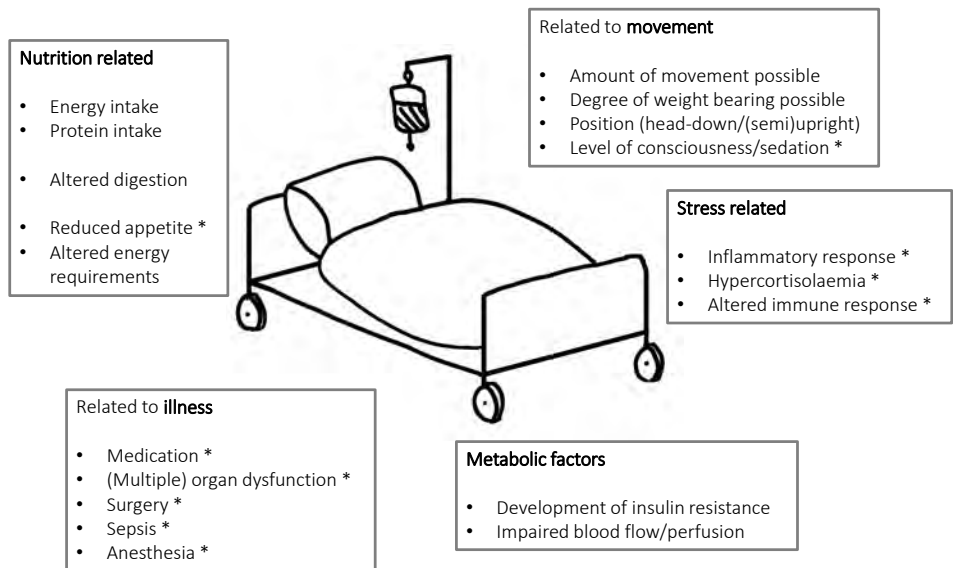 Nutrition related
• Energy intake
• Protein intake
• Altered digestion
• Reduced appetite *
• Altered energy
requirements
Related to movement
• Amount of movement possible
• Degree of weight bearing possible
• Position (head-down/(semi)upright)
• Level of consciousness/sedation *
Stress related
• Inflammatory response *
• Hypercortisolaemia *
• Altered immune response *
Related to illness
• Medication *
• (Multiple) organ dysfunction *
• Surgery *
• Sepsis *
• Anesthesia *
Metabolic factors
• Development of insulin resistance
• Impaired blood flow/perfusion